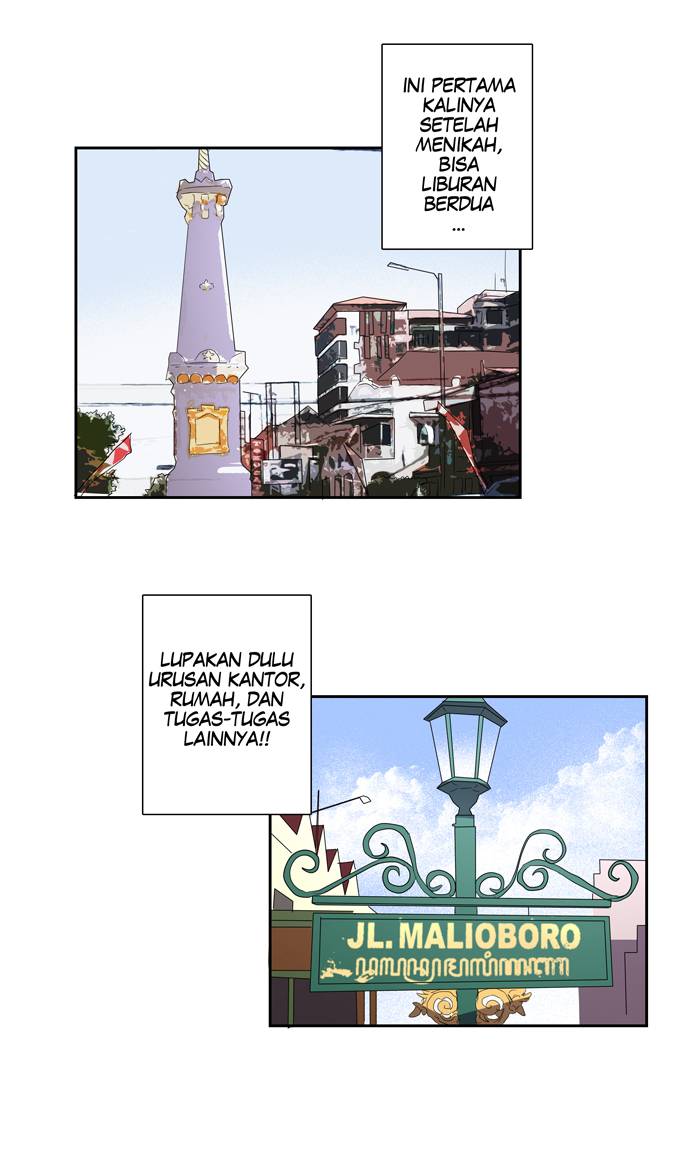 INI PERTAMA
KALINYA
SETELAH
MENIKAH,
BISA
LIBURAN
BERDUA
...
LUPAKAN DULU
URUSAN KANTOR,
RUMAH, DAN
TUGAS-TUGAS
LAINNYA!!
JL. MALIOBORO